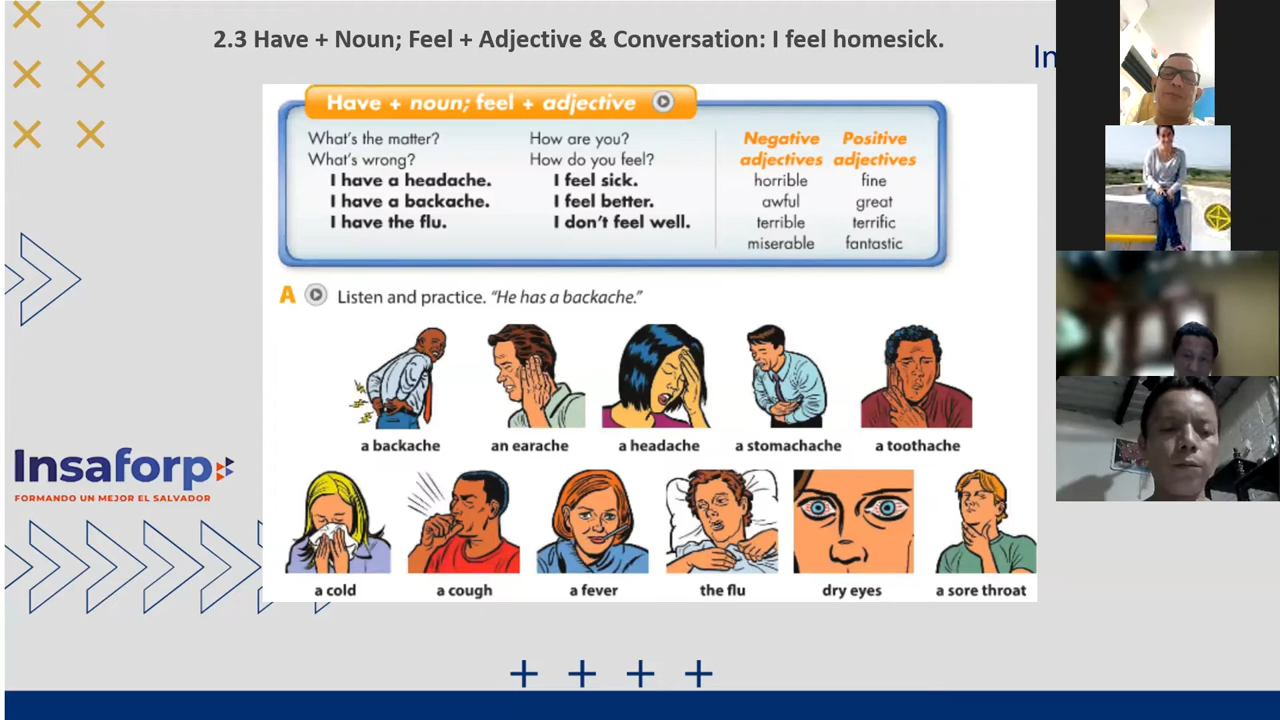 2.3 Have + Noun; Feel + Adjective & Conversation: I feel homesick.
In
Have + noun; feel + adjective
What's the matter?
What's wrong?
I have a headache.
I have a backache.
I have the flu.
How are you?
How do you feel?
I feel sick.
I feel better.
I don't feel well.
Negative adjectives
horrible
awful
terrible
miserable
Positive adjectives
fine
great
terrific
fantastic
A Listen and practice. "He has a backache."
a backache an earache a headache a stomachache a toothache
a cold a cough a fever the flu dry eyes a sore throat
Insaforp
FORMANDO UN MEJOR EL SALVADOR